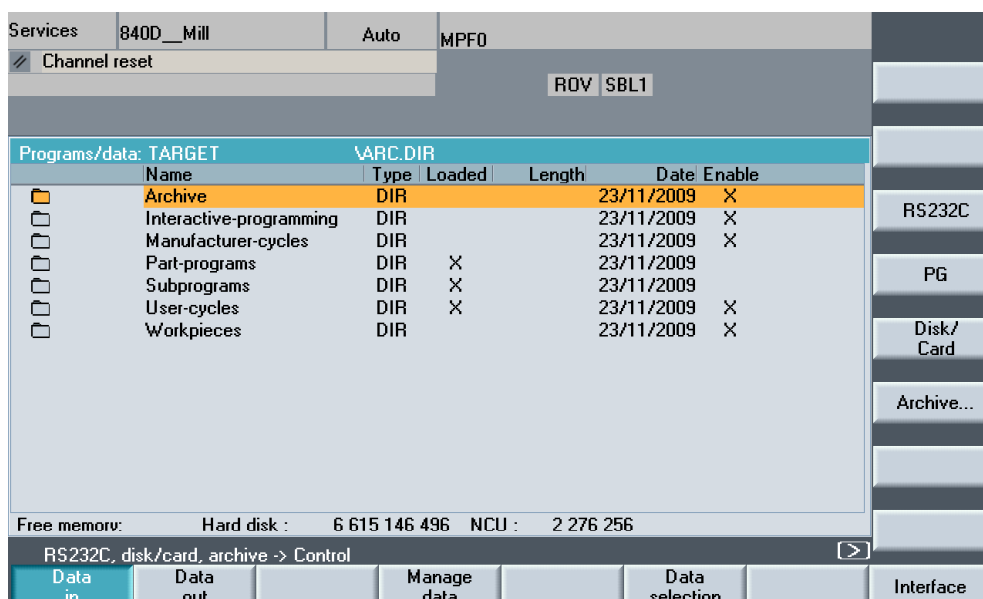 Services 840D__Mill Auto MPF0
// Channel reset
ROV SBL1
Programs/data: TARGET \ARC.DIR
Name Type Loaded Length Date Enable
Archive DIR 23/11/2009 X
Interactive-programming DIR 23/11/2009 X
Manufacturer-cycles DIR 23/11/2009 X
Part-programs DIR X 23/11/2009
Subprograms DIR X 23/11/2009
User-cycles DIR X 23/11/2009 X
Workpieces DIR 23/11/2009 X
Free memory: Hard disk : 6 615 146 496 NCU : 2 276 256
RS232C, disk/card, archive -> Control
RS232C
PG
Disk/
Card
Archive...
Interface
Data
in
Data
out
Manage
data
Data
selection